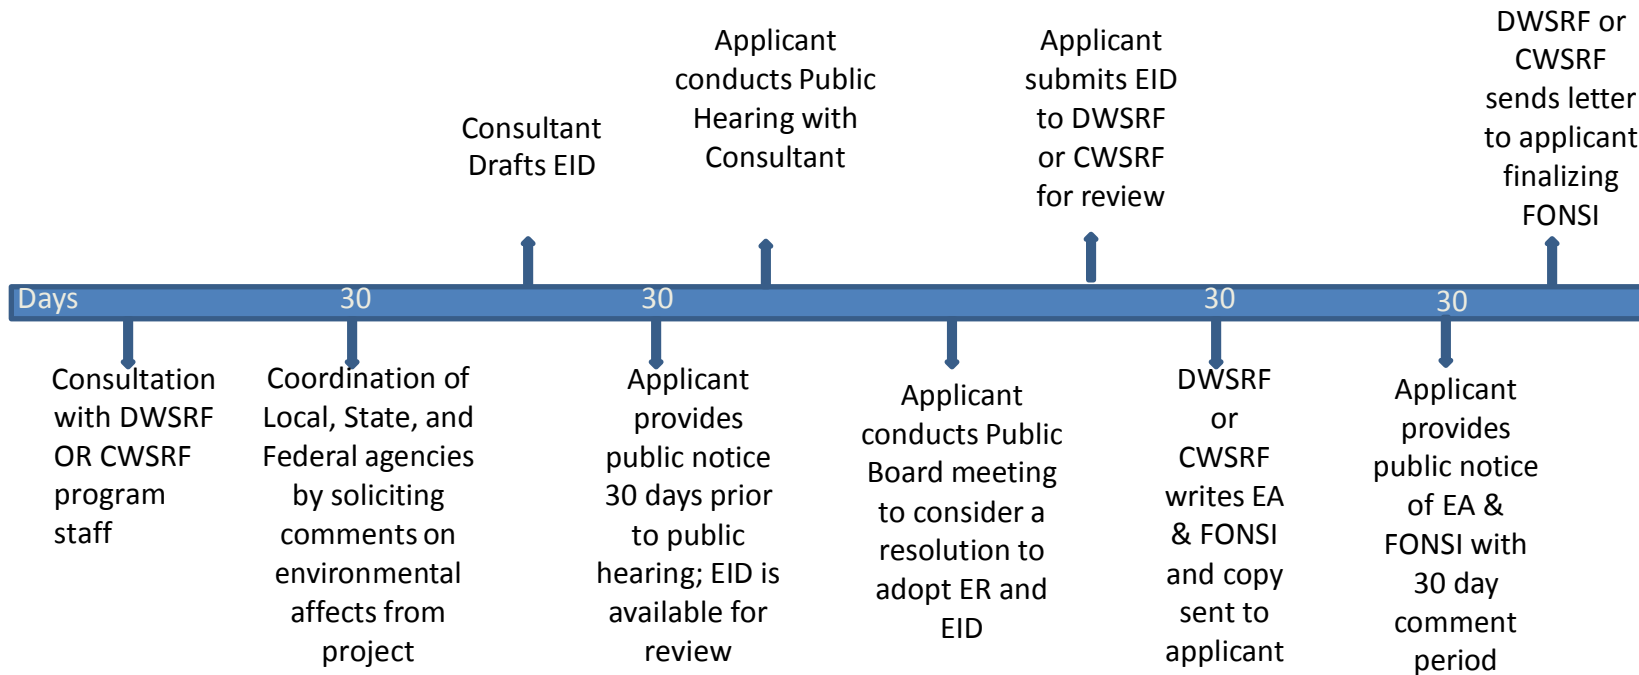 Consultant
Drafts EID
Applicant
conducts Public
Hearing with
Consultant
Applicant
submits EID
to DWSRF
or CWSRF
for review
DWSRF or
CWSRF
sends letter
to applicant
finalizing
FONSI
Days 30 30 30 30
Consultation
with DWSRF
OR CWSRF
program
staff
Coordination of
Local, State, and
Federal agencies
by soliciting
comments on
environmental
affects from
project
Applicant
provides
public notice
30 days prior
to public
hearing; EID is
available for
review
Applicant
conducts Public
Board meeting
to consider a
resolution to
adopt ER and
EID
DWSRF
or
CWSRF
writes EA
& FONSI
and copy
sent to
applicant
Applicant
provides
public notice
of EA &
FONSI with
30 day
comment
period